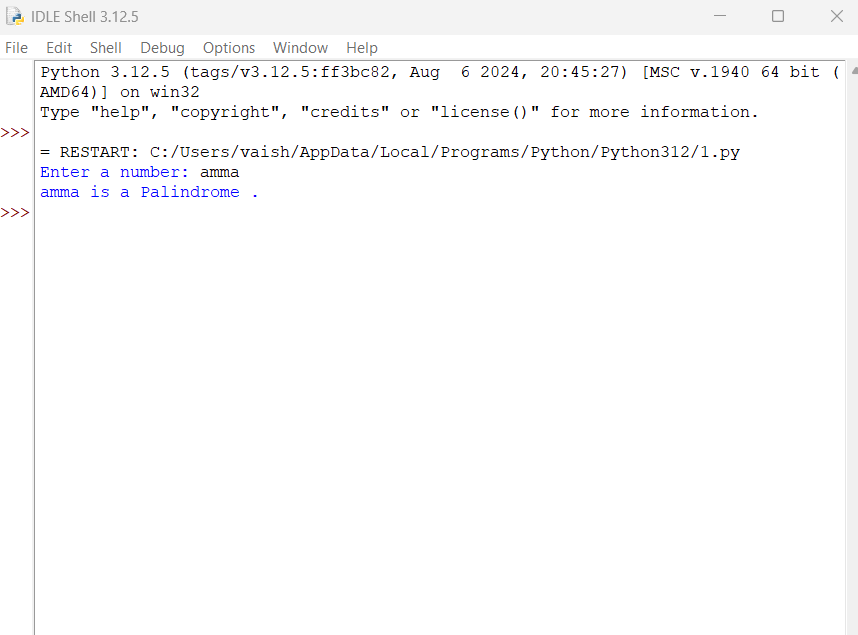 IDLE Shell 3.12.5
File Edit Shell Debug Options Window Help
Python 3.12.5 (tags/v3.12.5:ff3bc82, Aug  6 2024, 20:45:27) [MSC v.1940 64 bit (
AMD64)] on win32
Type "help", "copyright", "credits" or "license()" for more information.
>>>
= RESTART: C:/Users/vaish/AppData/Local/Programs/Python/Python312/1.py
Enter a number: amma
amma is a Palindrome .
>>>